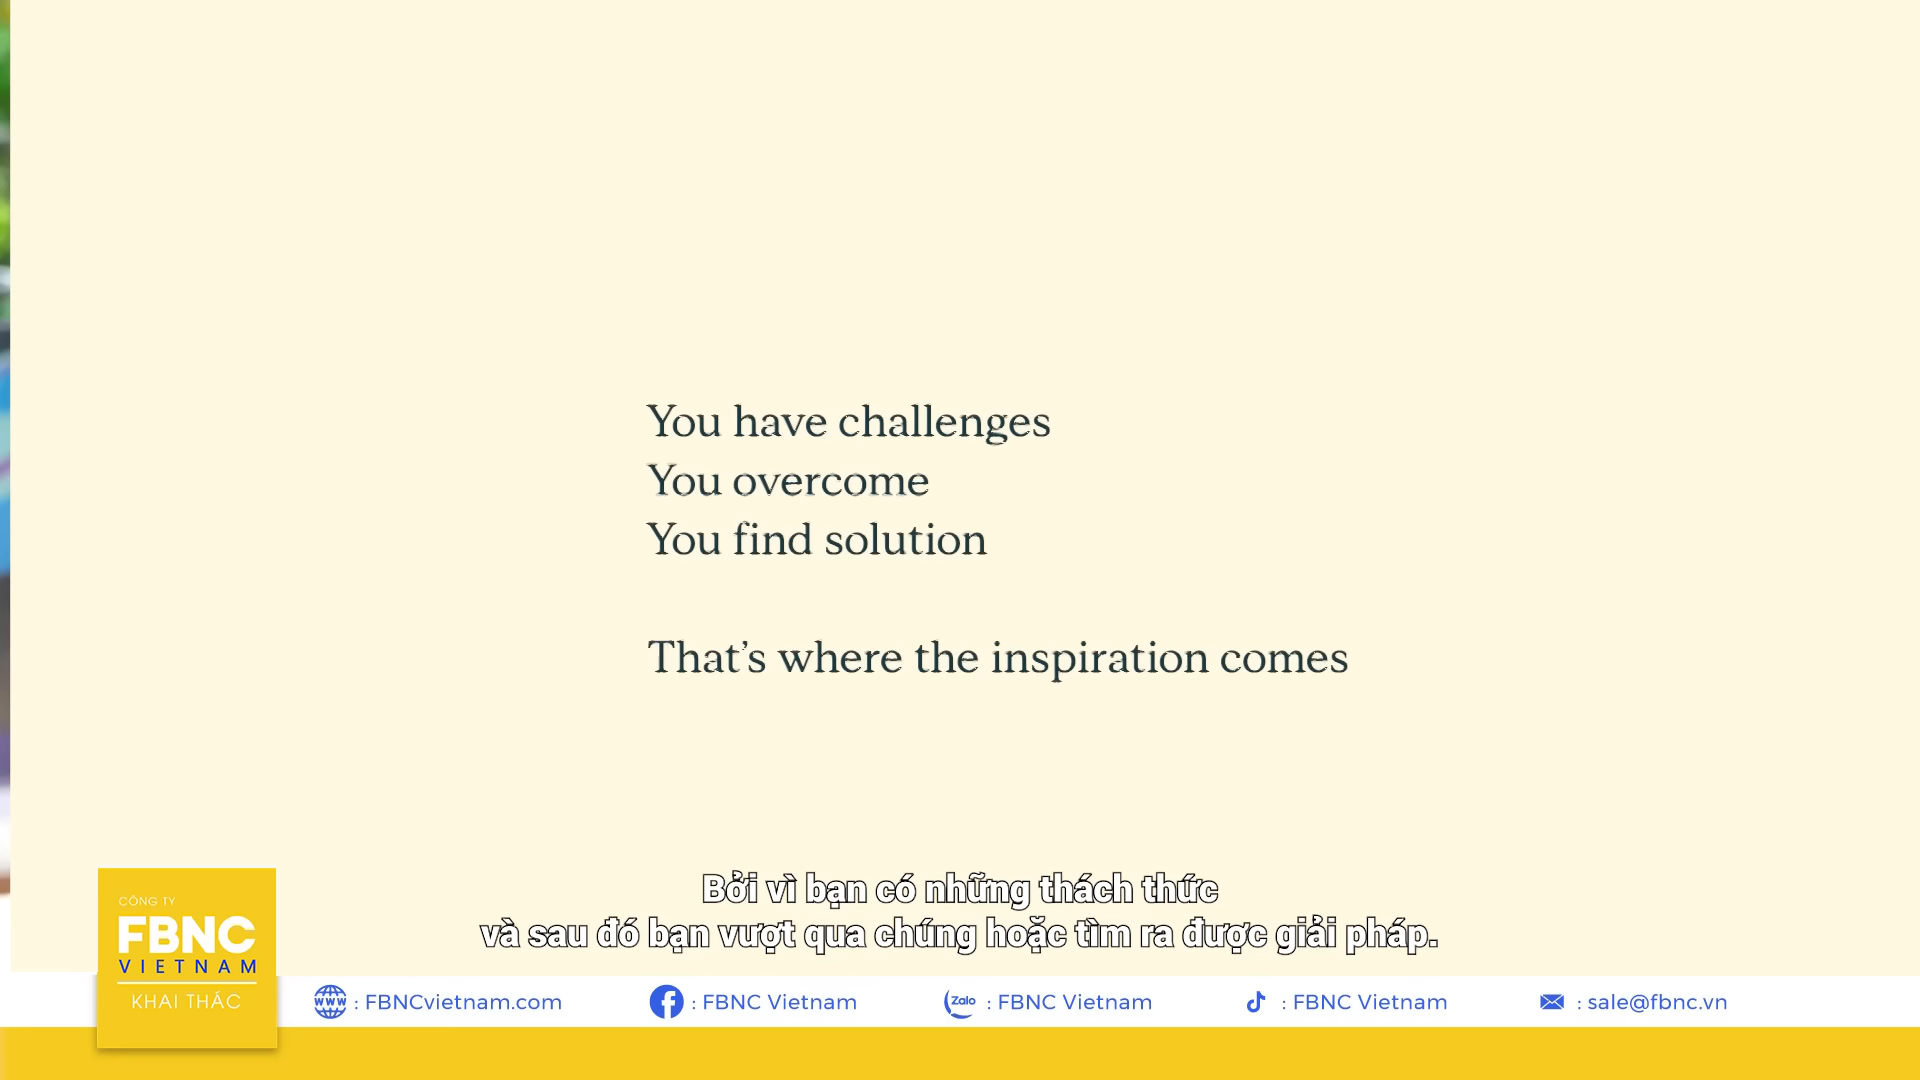 You have challenges
You overcome
You find solution
That’s where the inspiration comes
Bởi vì bạn có những thách thức
và sau đó bạn vượt qua chúng hoặc tìm ra được giải pháp.
CÔNG TY
FBNC
VIETNAM
KHAI THÁC
www : FBNCvietnam.com
: FBNC Vietnam
Zalo : FBNC Vietnam
: FBNC Vietnam
: sale@fbnc.vn